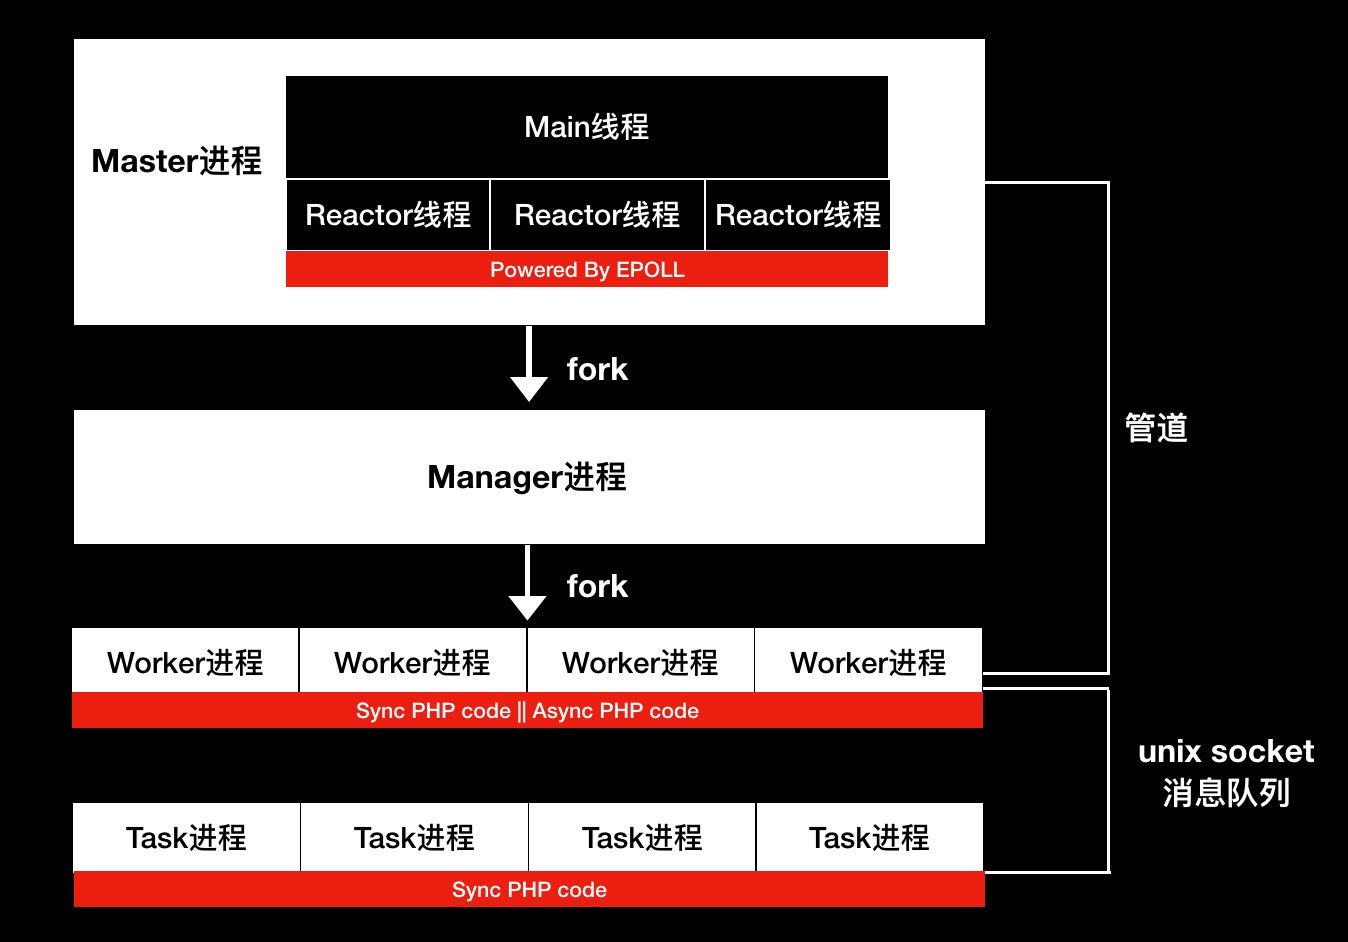 Main线程
Master进程
Reactor线程 Reactor线程 Reactor线程
Powered By EPOLL
fork
管道
Manager进程
fork
Worker进程 Worker进程 Worker进程 Worker进程
Sync PHP code || Async PHP code
unix socket
消息队列
Task进程 Task进程 Task进程 Task进程
Sync PHP code